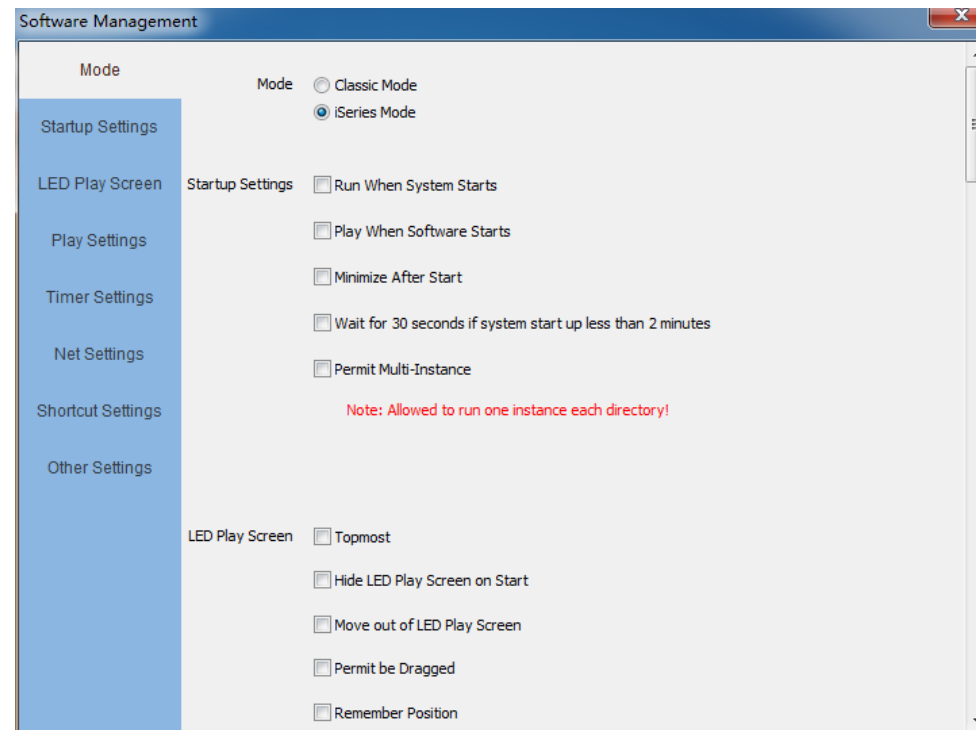 Software Management
X
Mode
Startup Settings
LED Play Screen
Play Settings
Timer Settings
Net Settings
Shortcut Settings
Other Settings
Mode
Classic Mode
iSeries Mode
Startup Settings
Run When System Starts
Play When Software Starts
Minimize After Start
Wait for 30 seconds if system start up less than 2 minutes
Permit Multi-Instance
Note: Allowed to run one instance each directory!
LED Play Screen
Topmost
Hide LED Play Screen on Start
Move out of LED Play Screen
Permit be Dragged
Remember Position